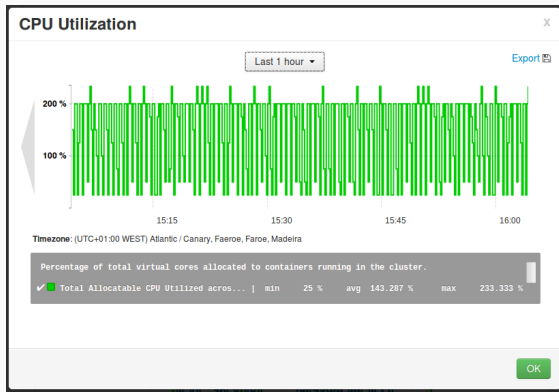 CPU Utilization
x
Last 1 hour
Export
200 %
100 %
15:15
15:30
15:45
16:00
Timezone: (UTC+01:00 WEST) Atlantic / Canary, Faeroe, Faroe, Madeira
Percentage of total virtual cores allocated to containers running in the cluster.
Total Allocatable CPU Utilized acros... | min 25 % avg 143.287 % max 233.333 %
OK